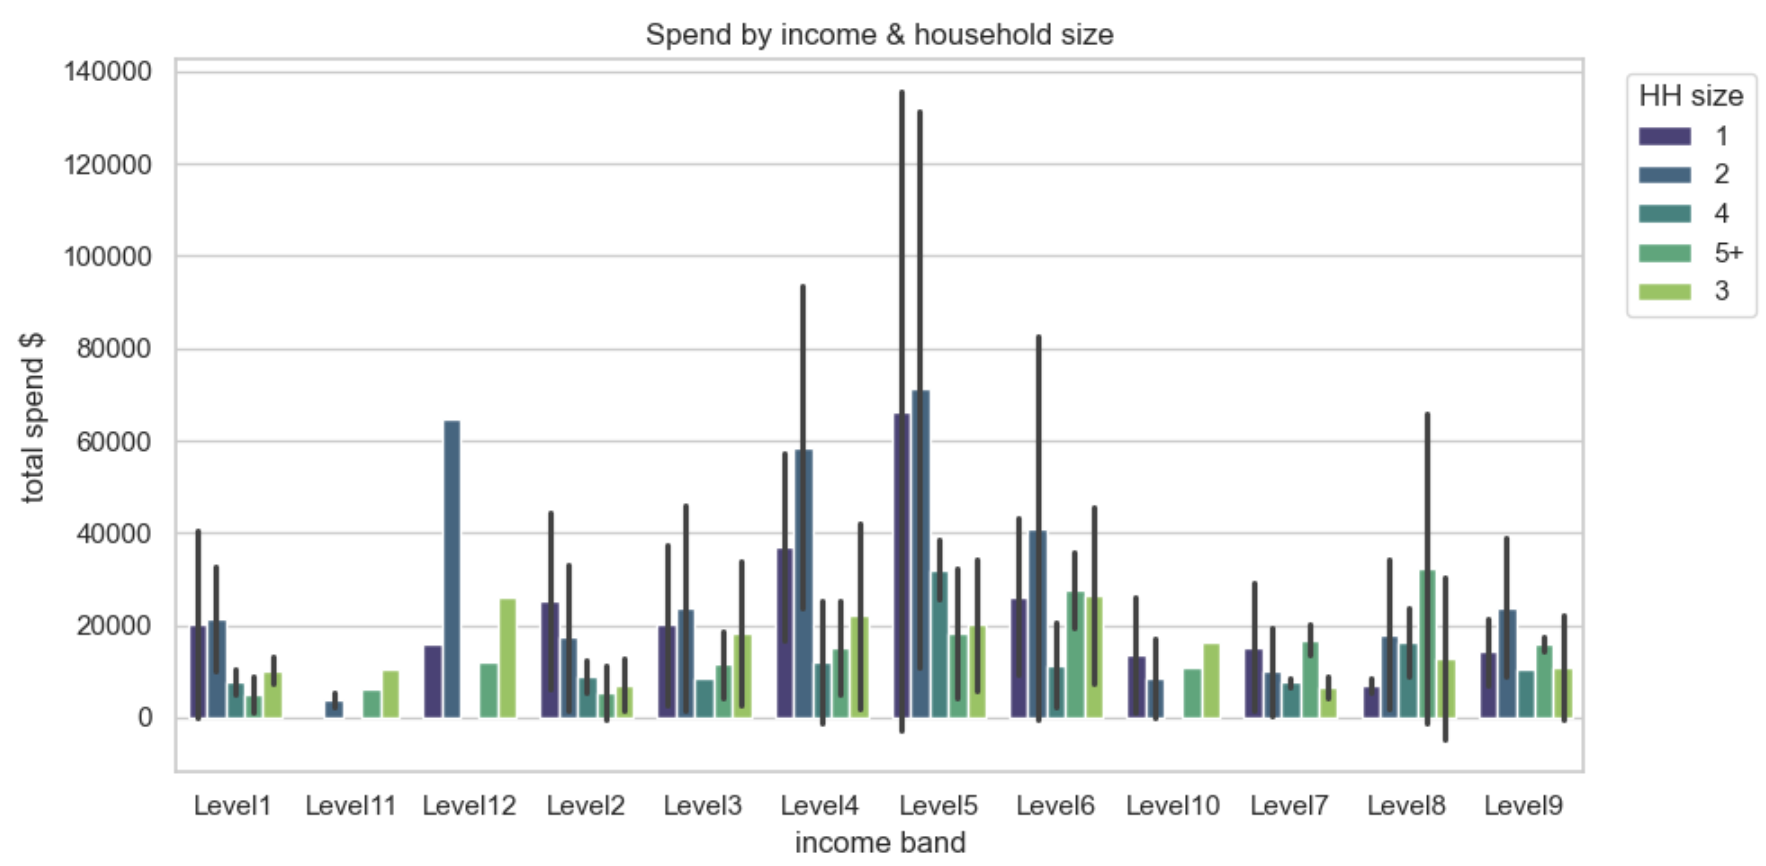 Spend by income & household size
140000
120000
100000
80000
60000
40000
20000
0
total spend $
Level1 Level11 Level12 Level2 Level3 Level4 Level5 Level6 Level10 Level7 Level8 Level9
income band
HH size
1
2
4
5+
3